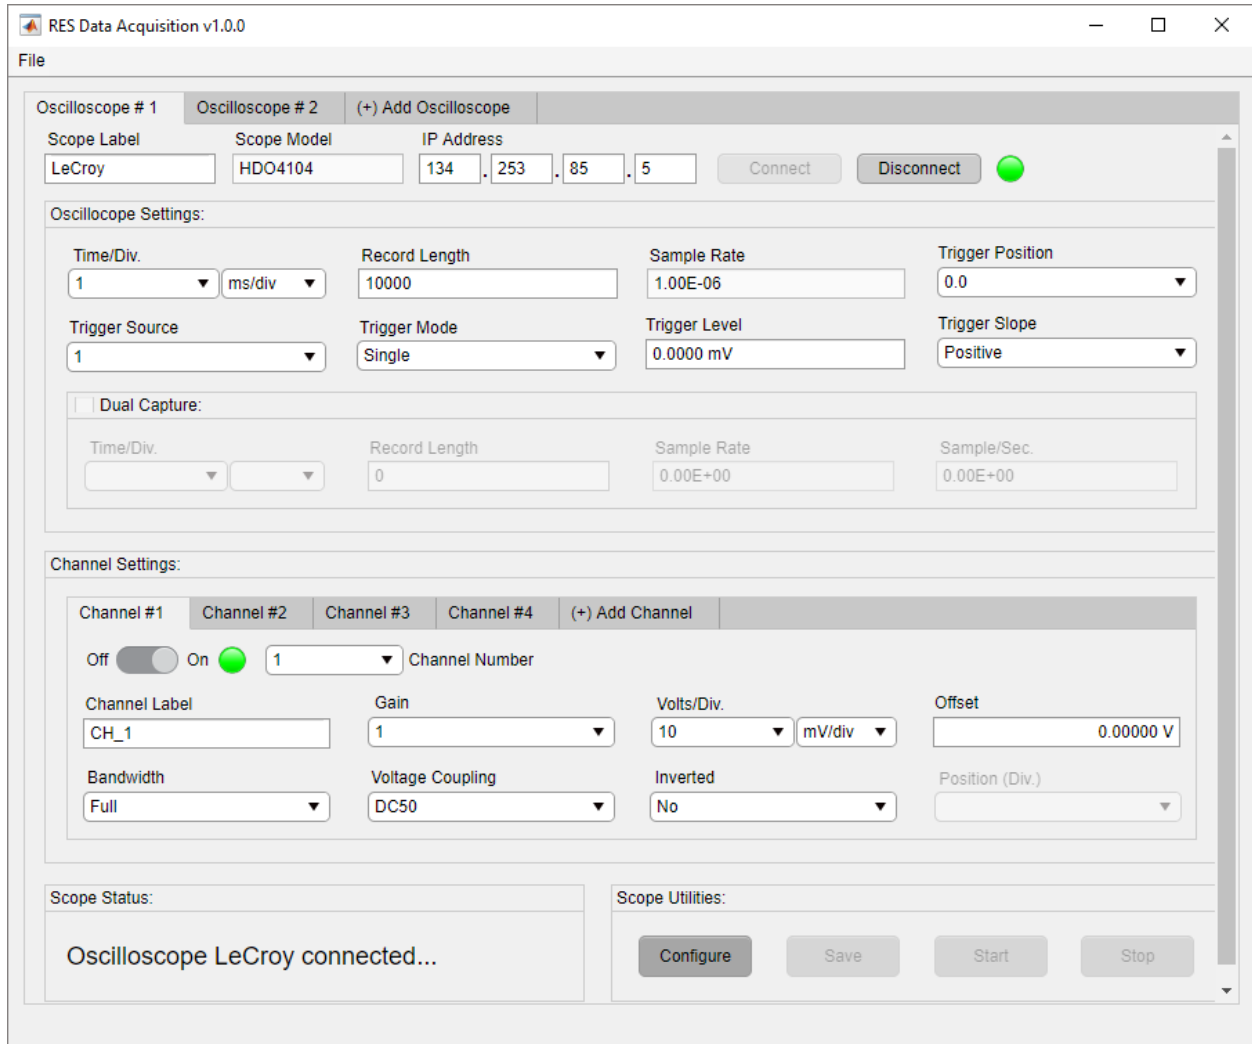 RES Data Acquisition v1.0.0
File
Oscilloscope # 1 Oscilloscope # 2 (+) Add Oscilloscope
Scope Label Scope Model IP Address
LeCroy HDO4104 134 . 253 . 85 . 5 Connect Disconnect
Oscillocope Settings:
Time/Div. Record Length Sample Rate Trigger Position
1 ms/div 10000 1.00E-06 0.0
Trigger Source Trigger Mode Trigger Level Trigger Slope
1 Single 0.0000 mV Positive
Dual Capture:
Time/Div. Record Length Sample Rate Sample/Sec.
0 0.00E+00 0.00E+00
Channel Settings:
Channel #1 Channel #2 Channel #3 Channel #4 (+) Add Channel
Off On 1 Channel Number
Channel Label Gain Volts/Div. Offset
CH_1 1 10 mV/div 0.00000 V
Bandwidth Voltage Coupling Inverted Position (Div.)
Full DC50 No
Scope Status: Scope Utilities:
Oscilloscope LeCroy connected... Configure Save Start Stop